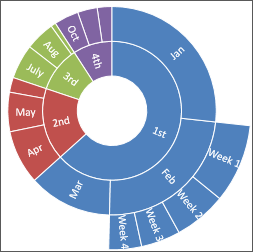 Jan
1st
Feb
Week 1
Week 2
Week 3
Week 4
Mar
2nd
Apr
May
3rd
July
Aug
4th
Oct